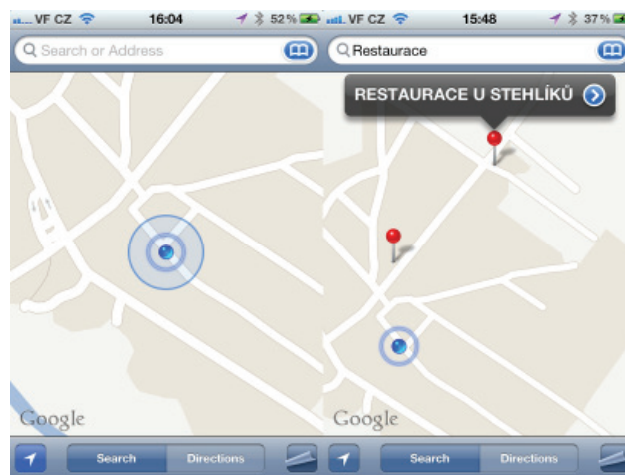 VF CZ 16:04 52%
Search or Address
Google
Search Directions
VF CZ 15:48 37%
Restaurace
RESTAURACE U STEHLÍKŮ
Google
Search Directions